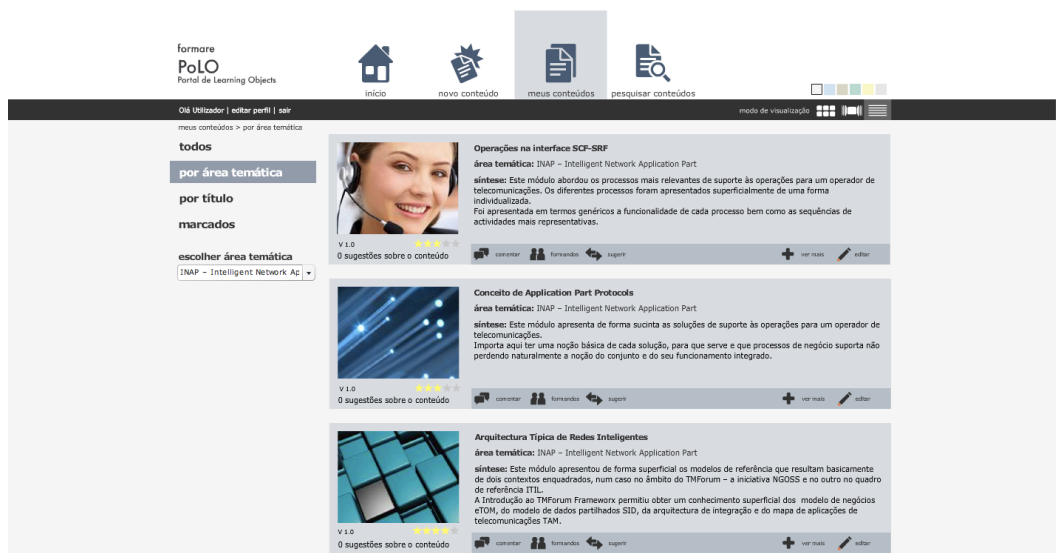 formare
PoLO
Portal de Learning Objects
início
novo conteúdo
meus conteúdos
pesquisar conteúdos
Olá Utilizador | editar perfil | sair
modo de visualização
meus conteúdos > por área temática
todos
por área temática
por título
marcados
escolher área temática
INAP – Intelligent Network Ap
Operações na interface SCF-SRF
área temática: INAP – Intelligent Network Application Part
síntese: Este módulo abordou os processos mais relevantes de suporte às operações para um operador de
telecomunicações. Os diferentes processos foram apresentados superficialmente de uma forma
individualizada.
Foi apresentada em termos genéricos a funcionalidade de cada processo bem como as sequências de
actividades mais representativas.
V 1.0
0 sugestões sobre o conteúdo
comentar
formandos
sugerir
ver mais
editar
Conceito de Application Part Protocols
área temática: INAP – Intelligent Network Application Part
síntese: Este módulo apresenta de forma sucinta as soluções de suporte às operações para um operador de
telecomunicações.
Importa aqui ter uma noção básica de cada solução, para que serve e que processos de negócio suporta não
perdendo naturalmente a noção do conjunto e do seu funcionamento integrado.
V 1.0
0 sugestões sobre o conteúdo
comentar
formandos
sugerir
ver mais
editar
Arquitectura Típica de Redes Inteligentes
área temática: INAP – Intelligent Network Application Part
síntese: Este módulo apresentou de forma superficial os modelos de referência que resultam basicamente
de dois contextos enquadrados, num caso no âmbito do TMForum – a iniciativa NGOSS e no outro no quadro
de referência ITIL.
A Introdução ao TMForum Frameworx permitiu obter um conhecimento superficial dos modelo de negócios
eTOM, do modelo de dados partilhados SID, da arquitectura de integração e do mapa de aplicações de
telecomunicações TAM.
V 1.0
0 sugestões sobre o conteúdo
comentar
formandos
sugerir
ver mais
editar